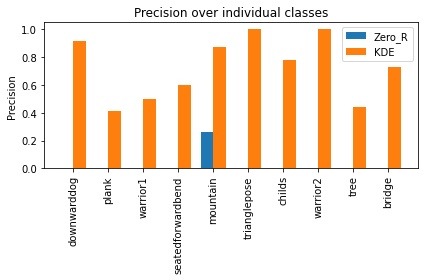 Precision over individual classes
Zero_R
KDE
Precision
1.0
0.8
0.6
0.4
0.2
0.0
downwarddog
plank
warrior1
seatedforwardbend
mountain
trianglepose
childs
warrior2
tree
bridge